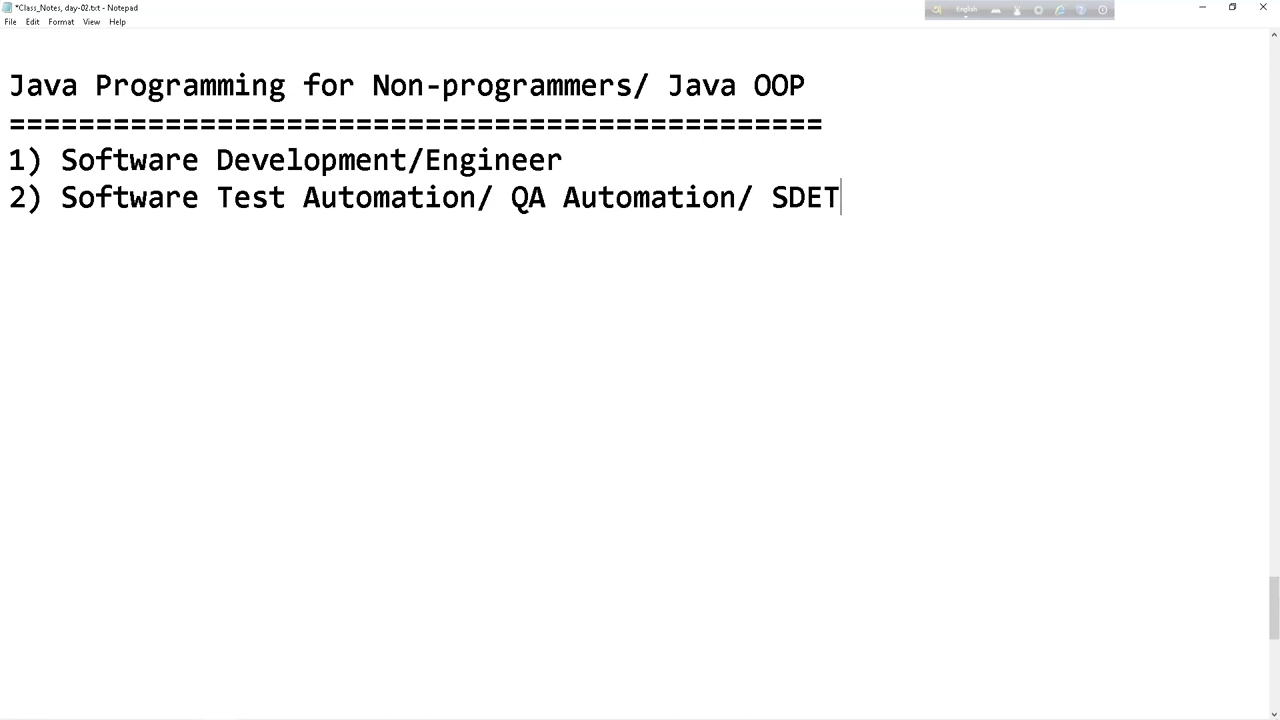 *Class_Notes, day-02.txt - Notepad
English
File Edit Format View Help
Java Programming for Non-programmers/ Java OOP
===============================================
1) Software Development/Engineer
2) Software Test Automation/ QA Automation/ SDET